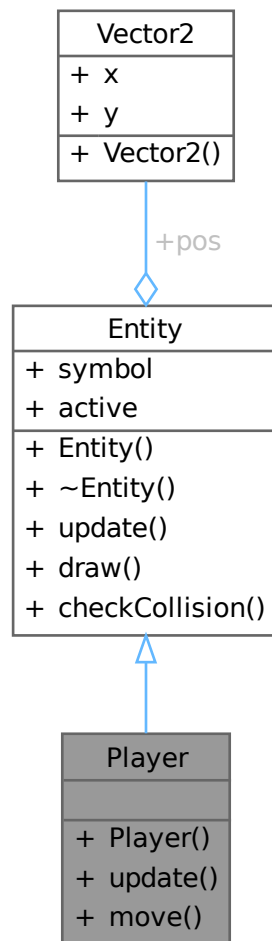 Vector2
+ x
+ y
+ Vector2()
+pos
Entity
+ symbol
+ active
+ Entity()
+ ~Entity()
+ update()
+ draw()
+ checkCollision()
Player
+ Player()
+ update()
+ move()